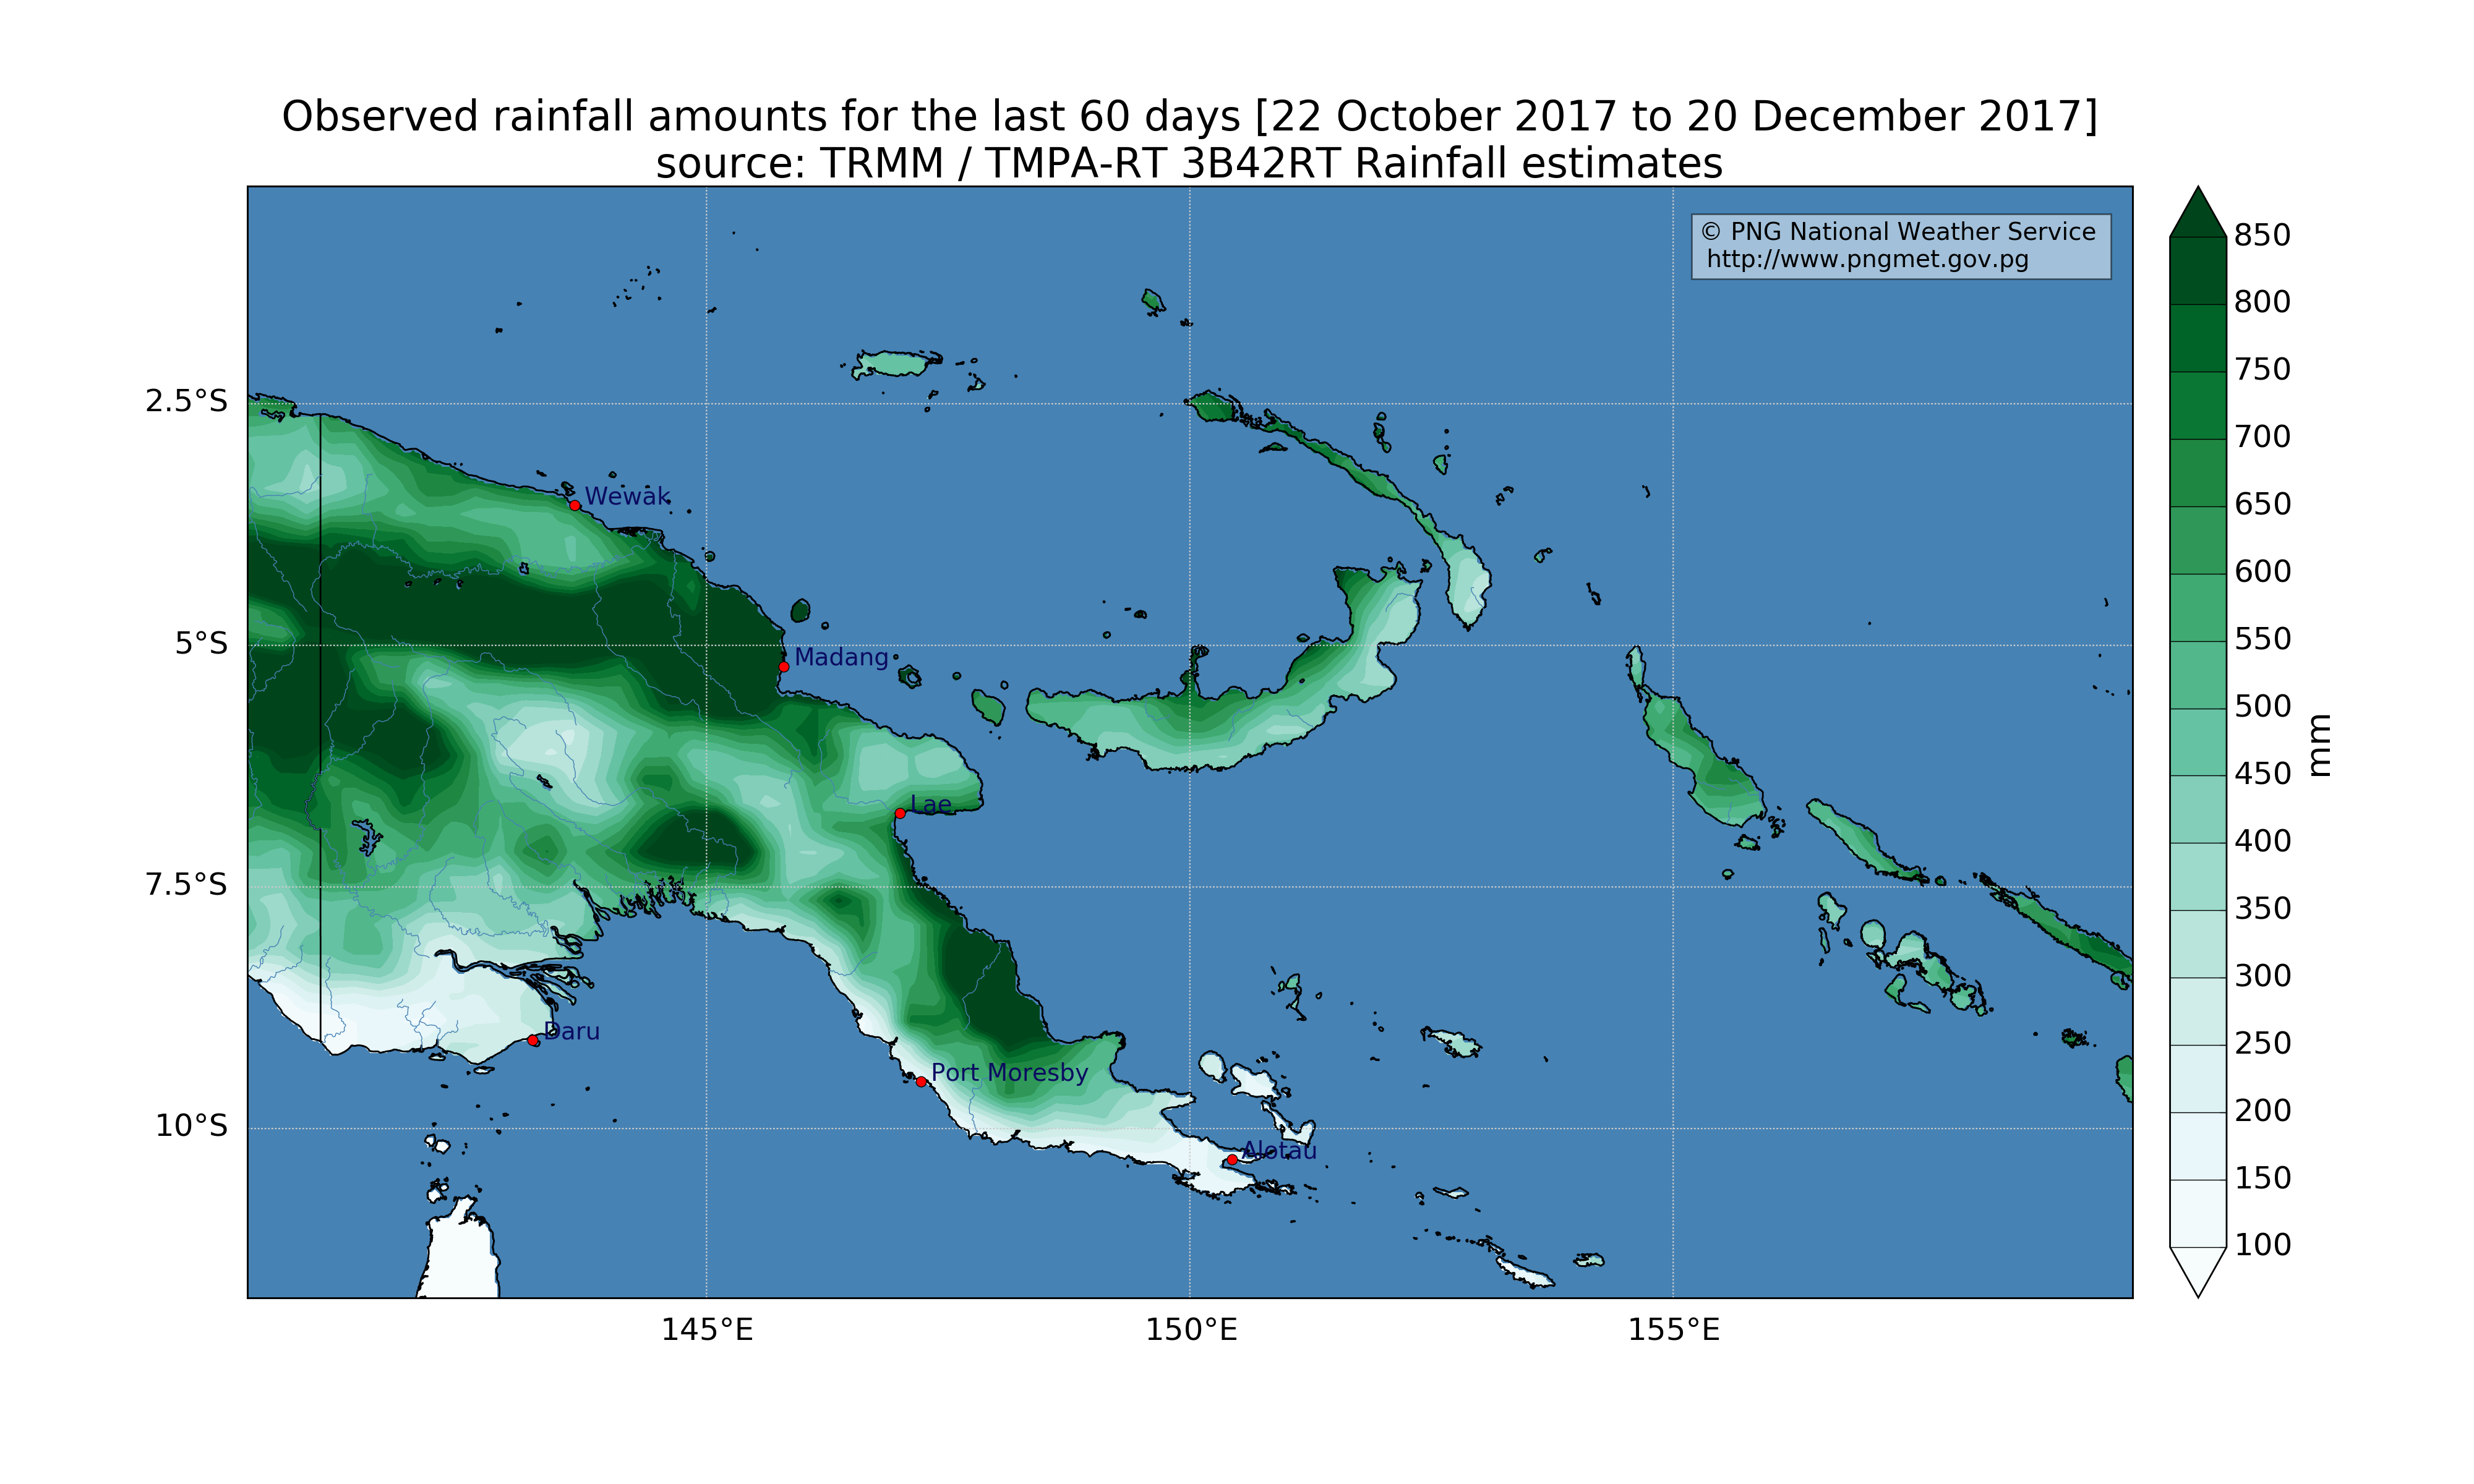 Observed rainfall amounts for the last 60 days [22 October 2017 to 20 December 2017]
source: TRMM / TMPA-RT 3B42RT Rainfall estimates
© PNG National Weather Service
http://www.pngmet.gov.pg
850
800
750
700
650
600
550
500
450
400
350
300
250
200
150
100
mm
2.5°S
5°S
7.5°S
10°S
Wewak
Madang
Lae
Daru
Port Moresby
Alotau
145°E
150°E
155°E